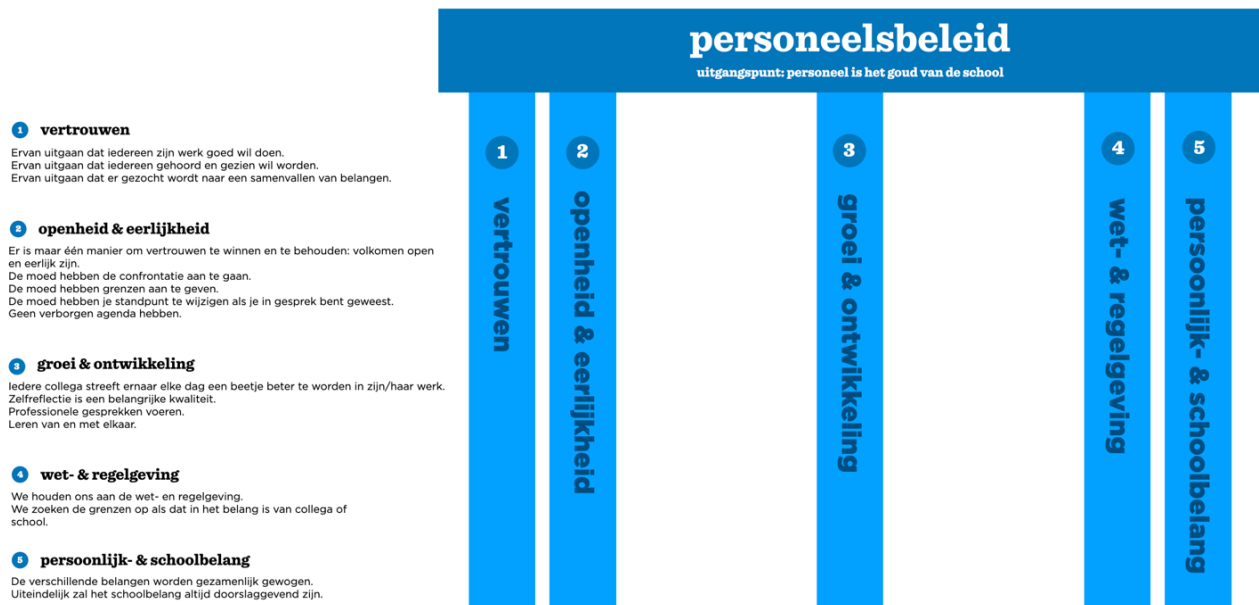 personeelsbeleid
uitgangspunt: personeel is het goud van de school
1 vertrouwen
Ervan uitgaan dat iedereen zijn werk goed wil doen.
Ervan uitgaan dat iedereen gehoord en gezien wil worden.
Ervan uitgaan dat er gezocht wordt naar een samenvallen van belangen.
2 openheid & eerlijkheid
Er is maar één manier om vertrouwen te winnen en te behouden: volkomen open
en eerlijk zijn.
De moed hebben de confrontatie aan te gaan.
De moed hebben grenzen aan te geven.
De moed hebben je standpunt te wijzigen als je in gesprek bent geweest.
Geen verborgen agenda hebben.
3 groei & ontwikkeling
Iedere collega streeft ernaar elke dag een beetje beter te worden in zijn/haar werk.
Zelfreflectie is een belangrijke kwaliteit.
Professionele gesprekken voeren.
Leren van en met elkaar.
4 wet- & regelgeving
We houden ons aan de wet- en regelgeving.
We zoeken de grenzen op als dat in het belang is van collega of
school.
5 persoonlijk- & schoolbelang
De verschillende belangen worden gezamenlijk gewogen.
Uiteindelijk zal het schoolbelang altijd doorslaggevend zijn.
1
vertrouwen
2
openheid & eerlijkheid
3
groei & ontwikkeling
4
wet- & regelgeving
5
persoonlijk- & schoolbelang